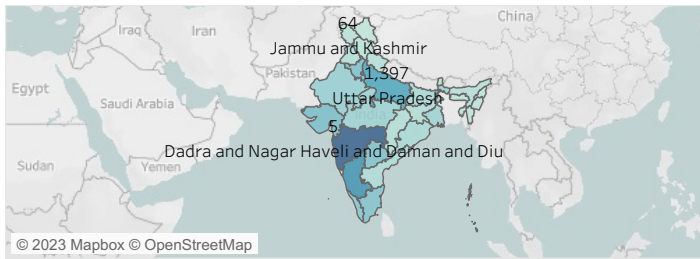 China
64
Iraq
Iran
Jammu and Kashmir
Pakistan
1,397
Egypt
Saudi Arabia
Uttar Pradesh
India
5
Dadra and Nagar Haveli and Daman and Diu
Sudan
Yemen
© 2023 Mapbox © OpenStreetMap